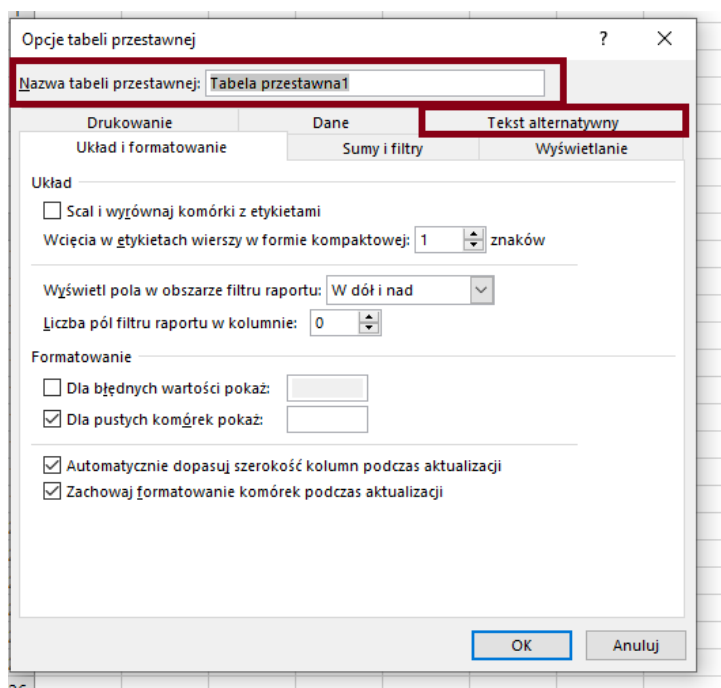 Opcje tabeli przestawnej ? ×
Nazwa tabeli przestawnej: Tabela przestawna1
Drukowanie Dane Tekst alternatywny
Układ i formatowanie Sumy i filtry Wyświetlanie
Układ
Scal i wyrównaj komórki z etykietami
Wcięcia w etykietach wierszy w formie kompaktowej: 1 znaków
Wyświetl pola w obszarze filtru raportu: W dół i nad
Liczba pól filtru raportu w kolumnie: 0
Formatowanie
Dla błędnych wartości pokaż:
Dla pustych komórek pokaż:
Automatycznie dopasuj szerokość kolumn podczas aktualizacji
Zachowaj formatowanie komórek podczas aktualizacji
OK Anuluj